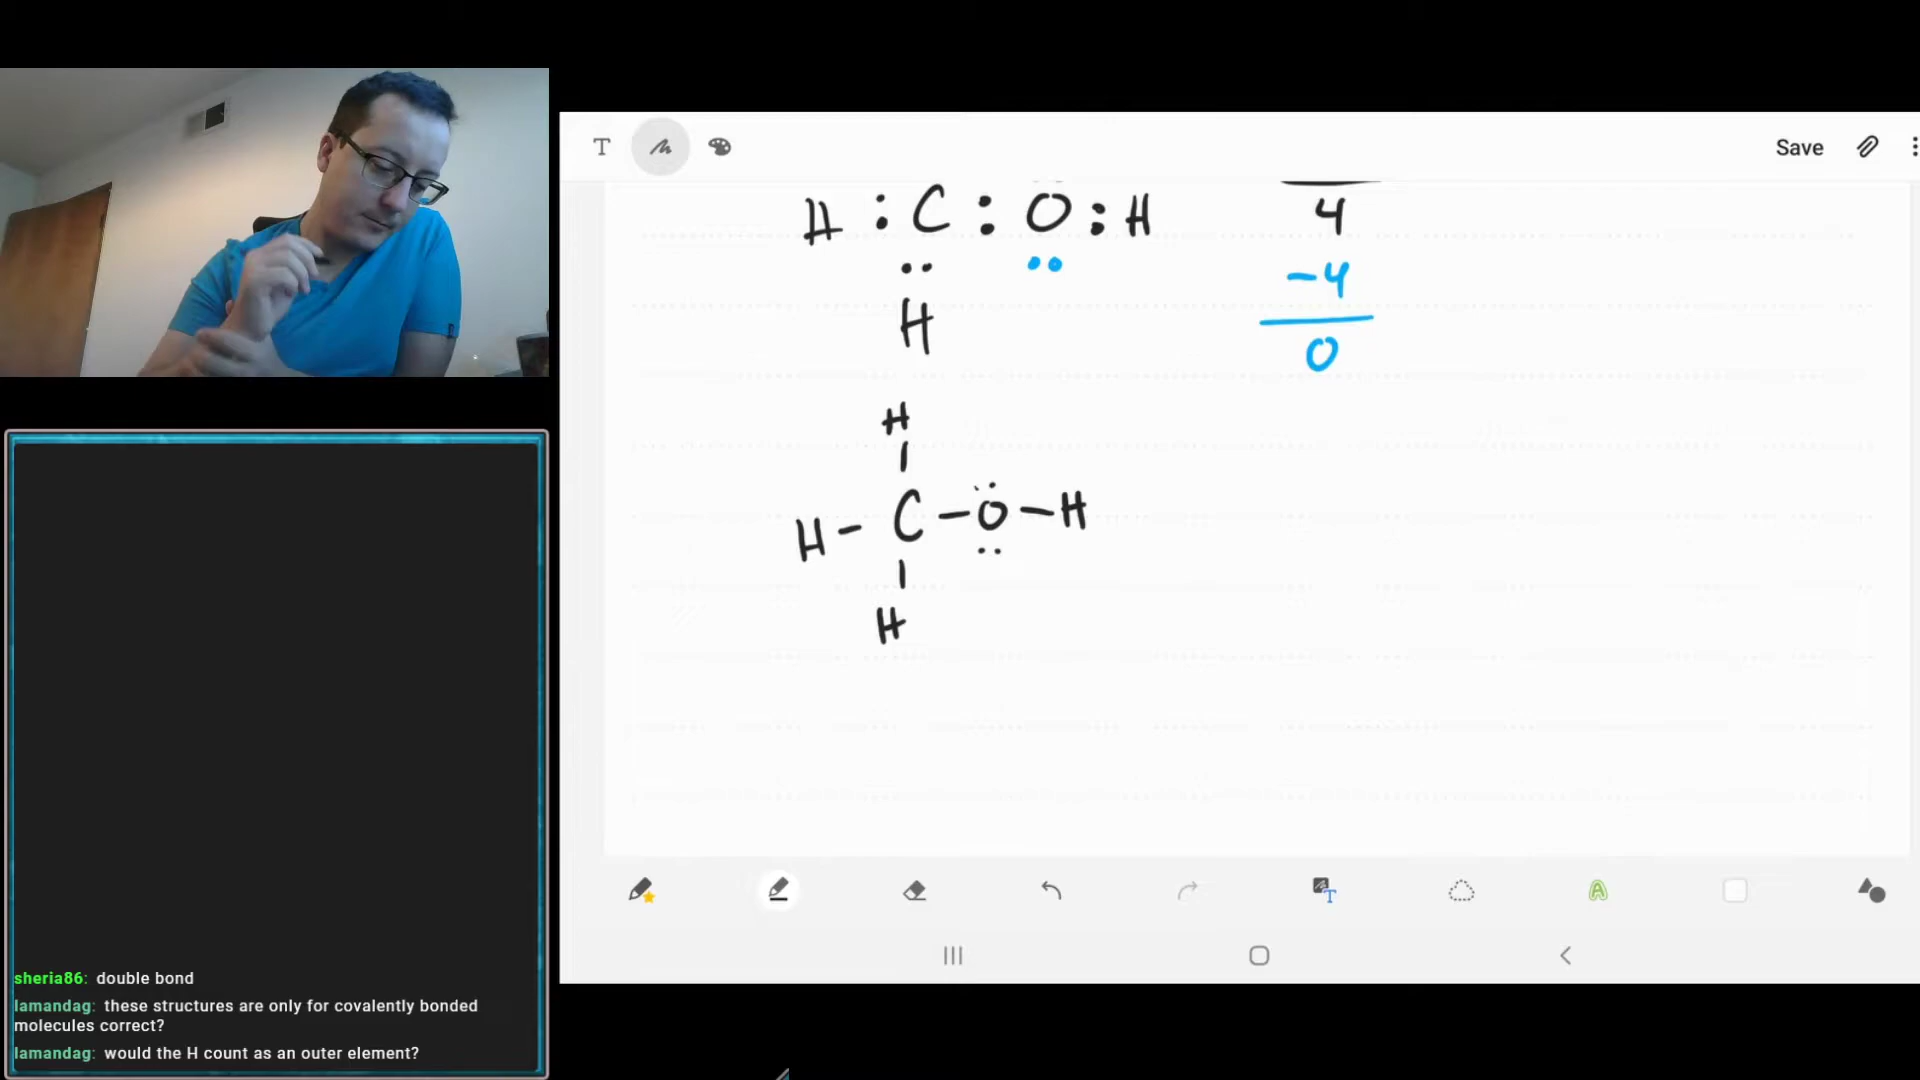 T
Save
H : C : O : H
4
-4
H
0
H
H - C - O - H
H
T
A
sheria86: double bond
lamandag: these structures are only for covalently bonded
molecules correct?
lamandag: would the H count as an outer element?